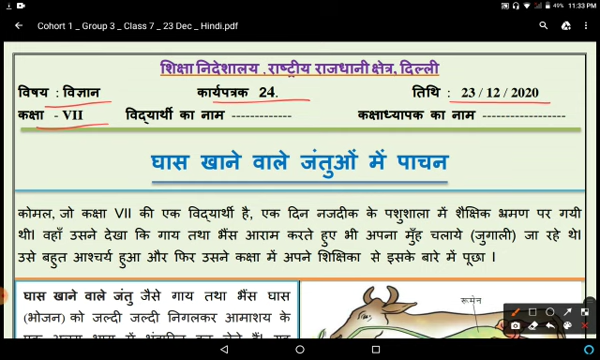 49% 11:33 PM
Cohort 1 _ Group 3 _ Class 7 _ 23 Dec _ Hindi.pdf
शिक्षा निदेशालय . राष्ट्रीय राजधानी क्षेत्र, दिल्ली
विषय : विज्ञान कार्यपत्रक 24. तिथि : 23 / 12 / 2020
कक्षा - VII विद्यार्थी का नाम ------------- कक्षाध्यापक का नाम ------------------
घास खाने वाले जंतुओं में पाचन
कोमल, जो कक्षा VII की एक विद्यार्थी है, एक दिन नजदीक के पशुशाला में शैक्षिक भ्रमण पर गयी
थी। वहाँ उसने देखा कि गाय तथा भैंस आराम करते हुए भी अपना मुँह चलाये (जुगाली) जा रहे थे।
उसे बहुत आश्चर्य हुआ और फिर उसने कक्षा में अपने शिक्षिका से इसके बारे में पूछा ।
घास खाने वाले जंतु जैसे गाय तथा भैंस घास
(भोजन) को जल्दी जल्दी निगलकर आमाशय के
रूमेन